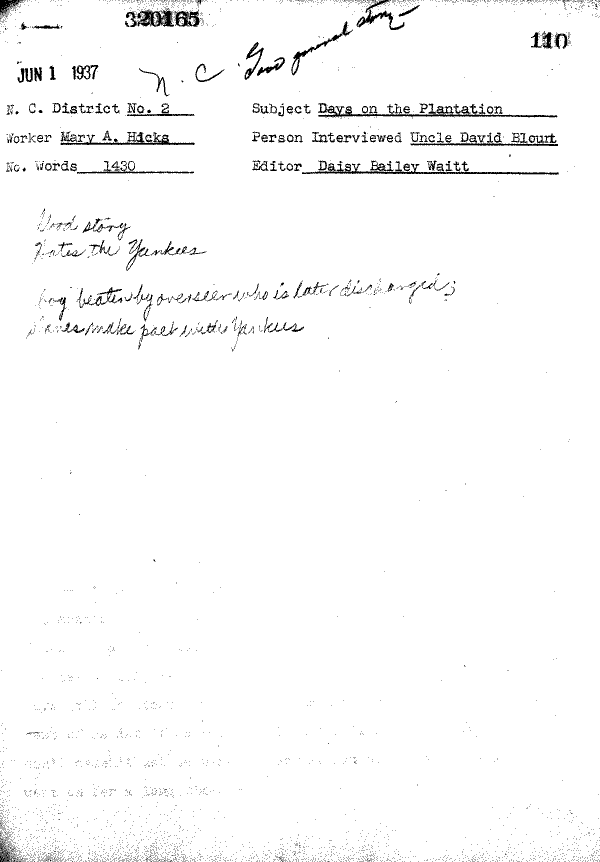 320165
N. C. Good general story—
110
JUN 1 1937
N. C. District No. 2 Subject Days on the Plantation
Worker Mary A. Hicks Person Interviewed Uncle David Blount
No. Words 1430 Editor Daisy Bailey Waitt
Good story
Hates the Yankees
boy beaten by overseer who is later discharged;
Slaves make pact with Yankees